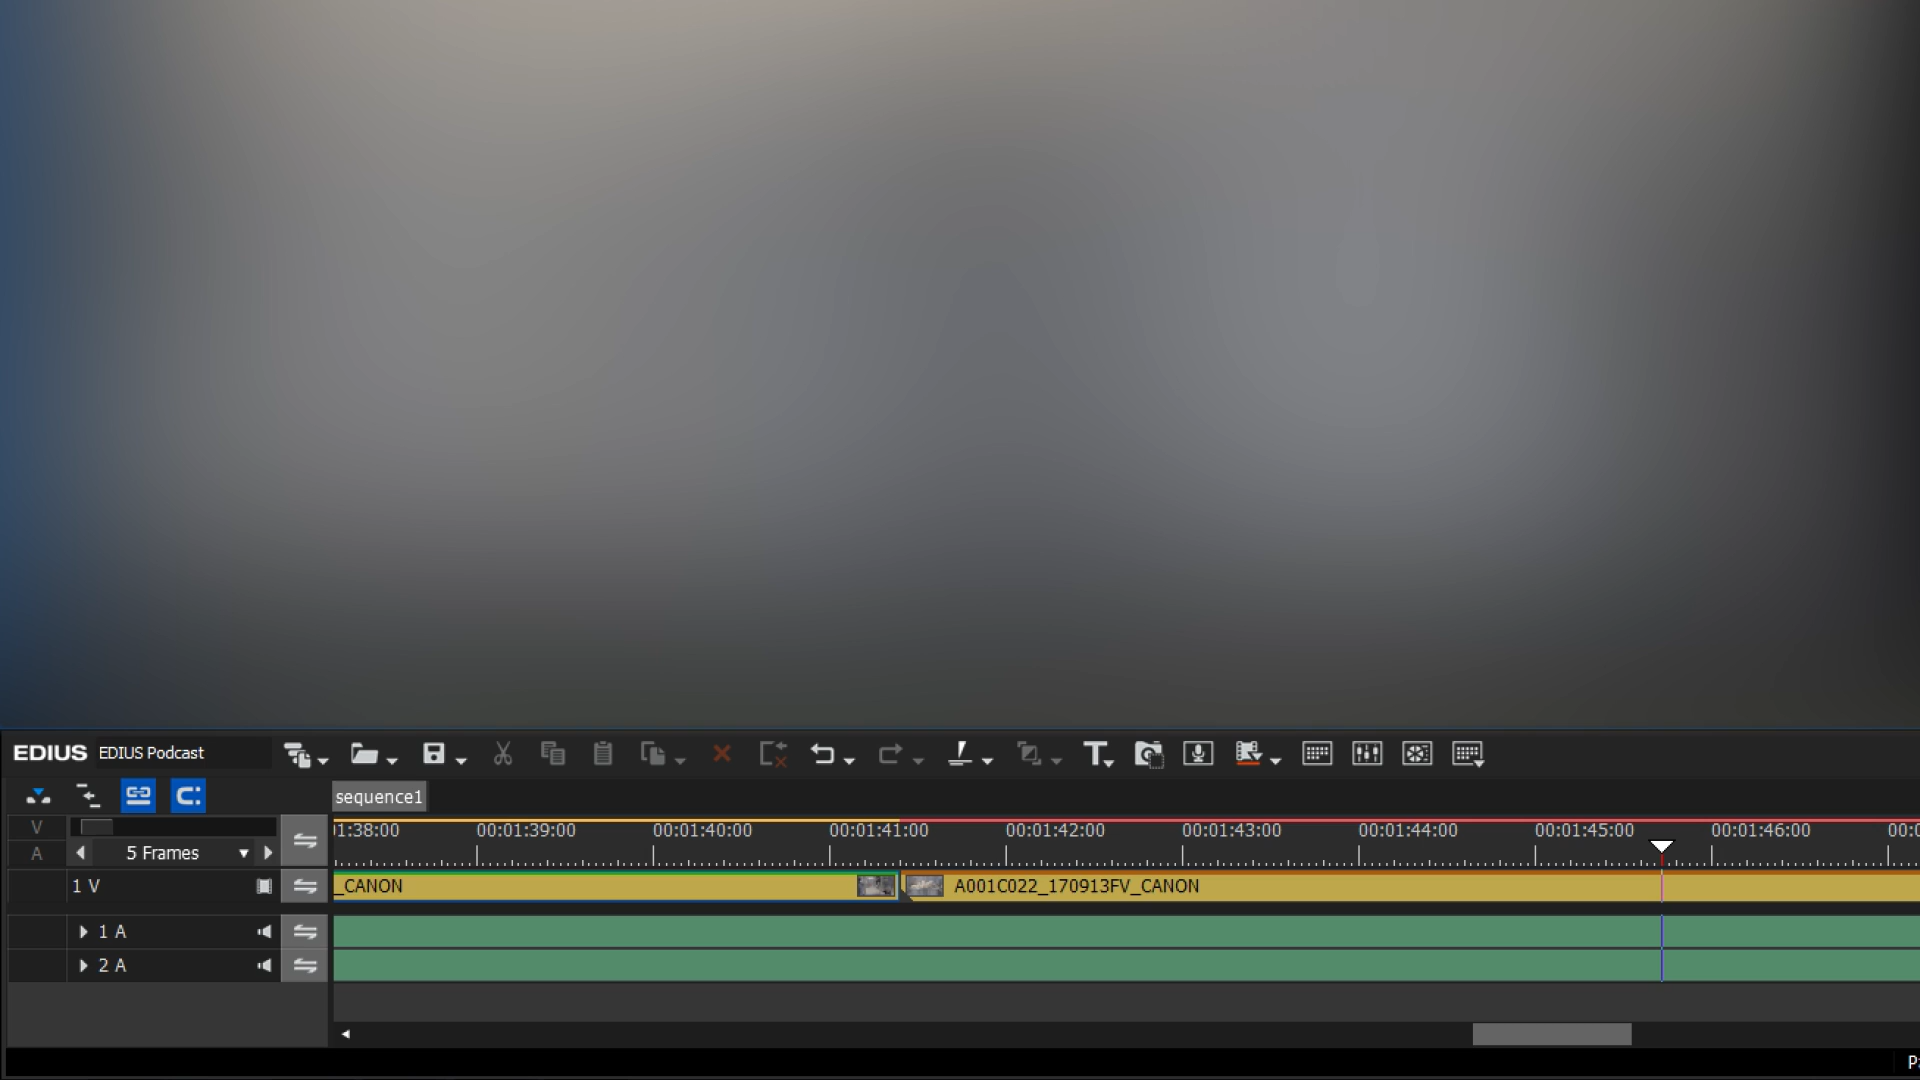 EDIUS EDIUS Podcast
sequence1
V
A
5 Frames
1:38:00 00:01:39:00 00:01:40:00 00:01:41:00 00:01:42:00 00:01:43:00 00:01:44:00 00:01:45:00 00:01:46:00 00:0
1 V
_CANON A001C022_170913FV_CANON
1 A
2 A